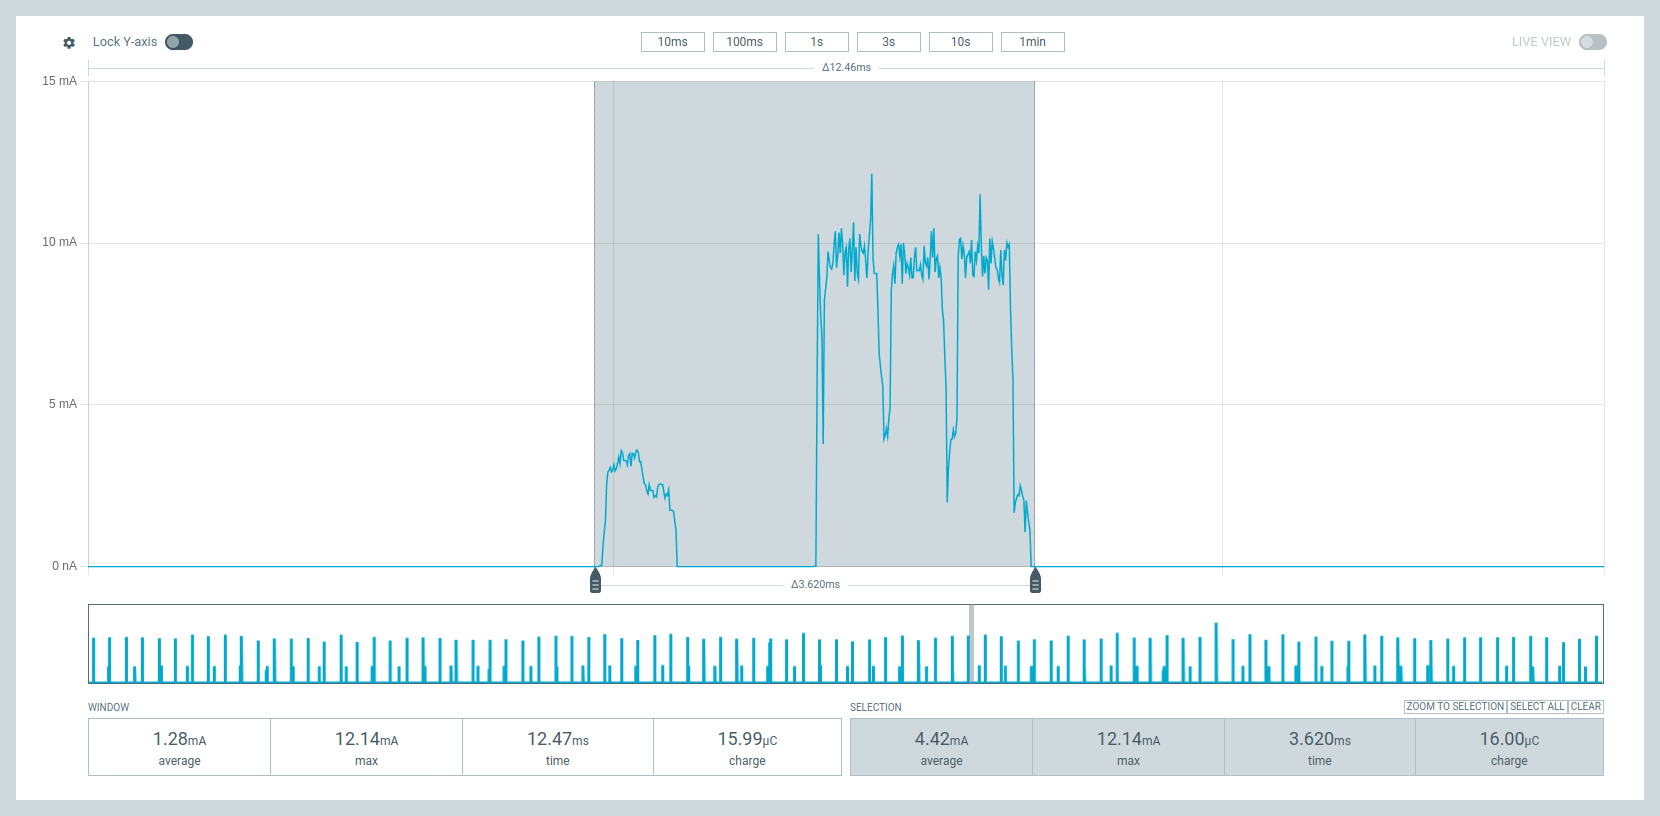 Lock Y-axis
10ms 100ms 1s 3s 10s 1min
LIVE VIEW
Δ12.46ms
15 mA
10 mA
5 mA
0 nA
Δ3.620ms
WINDOW
1.28mA 12.14mA 12.47ms 15.99μC
average max time charge
SELECTION
ZOOM TO SELECTION SELECT ALL CLEAR
4.42mA 12.14mA 3.620ms 16.00μC
average max time charge